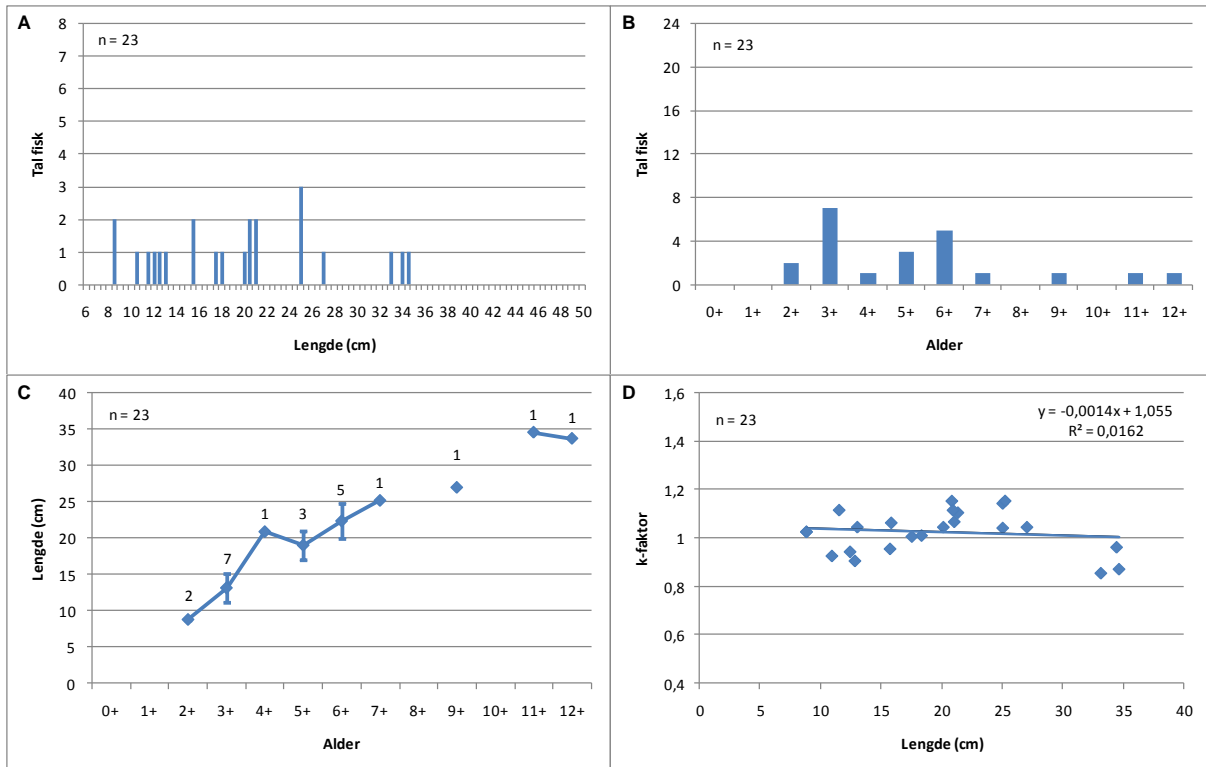 A
n = 23
8
7
6
5
4
3
2
1
0
Tal fisk
6 8 10 12 14 16 18 20 22 24 26 28 30 32 34 36 38 40 42 44 46 48 50
Lengde (cm)
B
n = 23
24
20
16
12
8
4
0
Tal fisk
0+ 1+ 2+ 3+ 4+ 5+ 6+ 7+ 8+ 9+ 10+ 11+ 12+
Alder
C
n = 23
40
35
30
25
20
15
10
5
0
Lengde (cm)
2 7 1 3 5 1 1 1 1
0+ 1+ 2+ 3+ 4+ 5+ 6+ 7+ 8+ 9+ 10+ 11+ 12+
Alder
D
n = 23
y = -0,0014x + 1,055
R² = 0,0162
1,6
1,4
1,2
1
0,8
0,6
0,4
k-faktor
0 5 10 15 20 25 30 35 40
Lengde (cm)